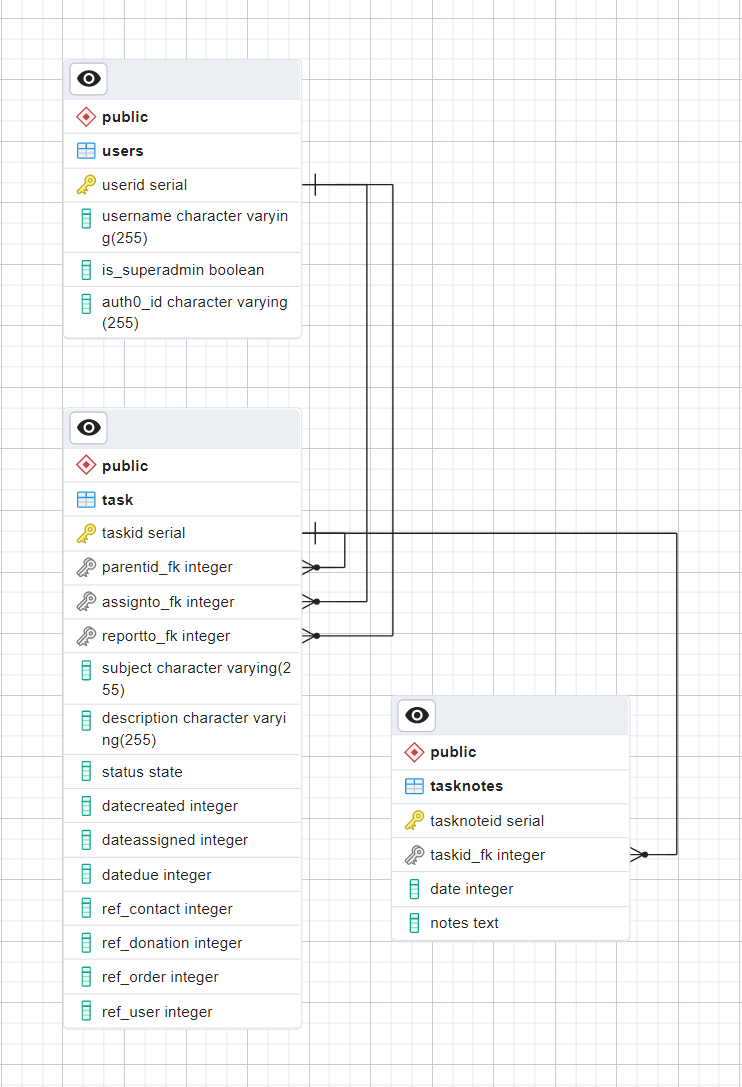 public
users
userid serial
username character varyin
g(255)
is_superadmin boolean
auth0_id character varying
(255)
public
task
taskid serial
parentid_fk integer
assignto_fk integer
reportto_fk integer
subject character varying(2
55)
description character varyi
ng(255)
status state
datecreated integer
dateassigned integer
datedue integer
ref_contact integer
ref_donation integer
ref_order integer
ref_user integer
public
tasknotes
tasknoteid serial
taskid_fk integer
date integer
notes text